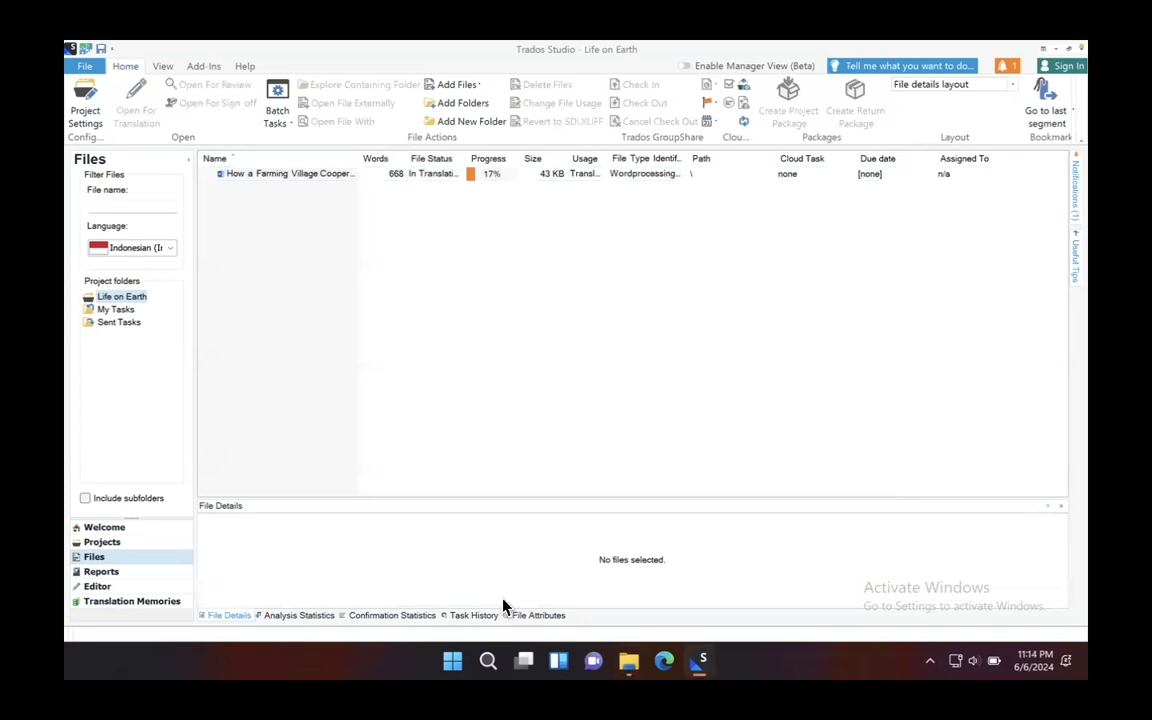 Trados Studio - Life on Earth
File Home View Add-Ins Help Enable Manager View (Beta) Tell me what you want to do... 1 Sign In
Project Settings
Open For Translation
Open For Review
Open For Sign off
Batch Tasks
Explore Containing Folder
Open File Externally
Open File With
Add Files
Add Folders
Add New Folder
Delete Files
Change File Usage
Revert to SDLXLIFF
Check In
Check Out
Cancel Check Out
Create Project Package
Create Return Package
File details layout
Go to last segment
Config... Open File Actions Trados GroupShare Clou... Packages Layout Bookmark
Files
Filter Files
File name:
Language:
Indonesian (Ir
Project folders
Life on Earth
My Tasks
Sent Tasks
Include subfolders
Welcome
Projects
Files
Reports
Editor
Translation Memories
Name Words File Status Progress Size Usage File Type Identif... Path Cloud Task Due date Assigned To
How a Farming Village Cooper... 668 In Translati... 17% 43 KB Transl... Wordprocessing... \ none [none] n/a
Notifications (1)
Useful Tips
File Details
No files selected.
Activate Windows
Go to Settings to activate Windows.
File Details Analysis Statistics Confirmation Statistics Task History File Attributes
11:14 PM
6/6/2024